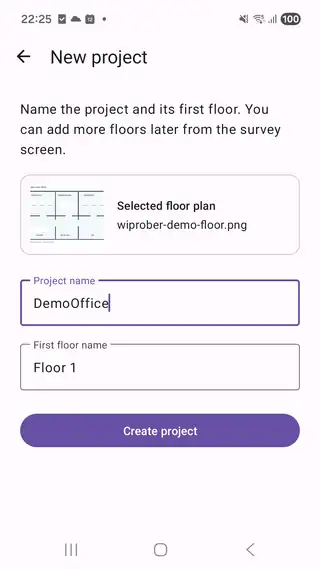 22:25
100
New project
Name the project and its first floor. You
can add more floors later from the survey
screen.
Selected floor plan
wiprober-demo-floor.png
Project name
DemoOffice
First floor name
Floor 1
Create project